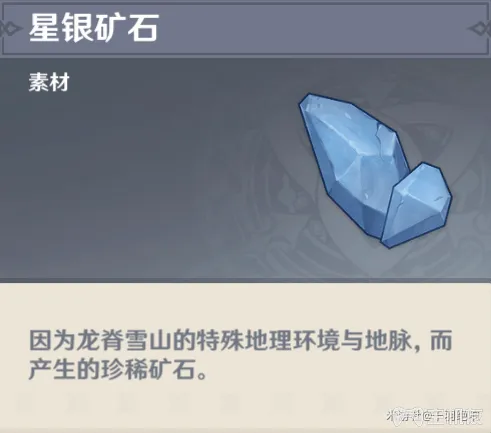 星银矿石
素材
因为龙脊雪山的特殊地理环境与地脉，而
产生的珍稀矿石。